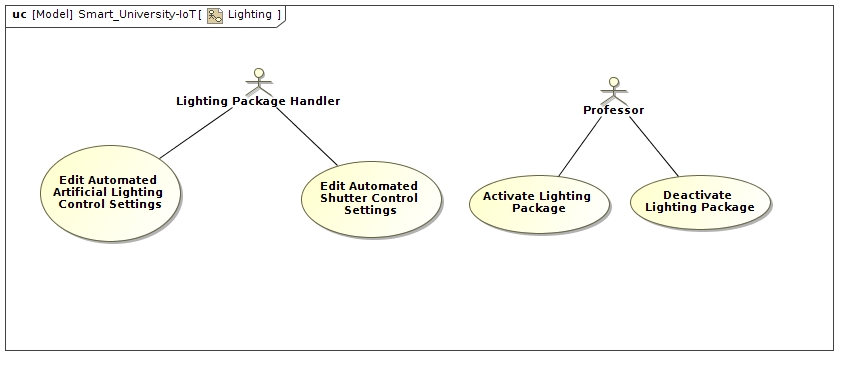 uc [Model] Smart_University-IoT[ Lighting ]
Lighting Package Handler
Professor
Edit Automated
Artificial Lighting
Control Settings
Edit Automated
Shutter Control
Settings
Activate Lighting
Package
Deactivate
Lighting Package